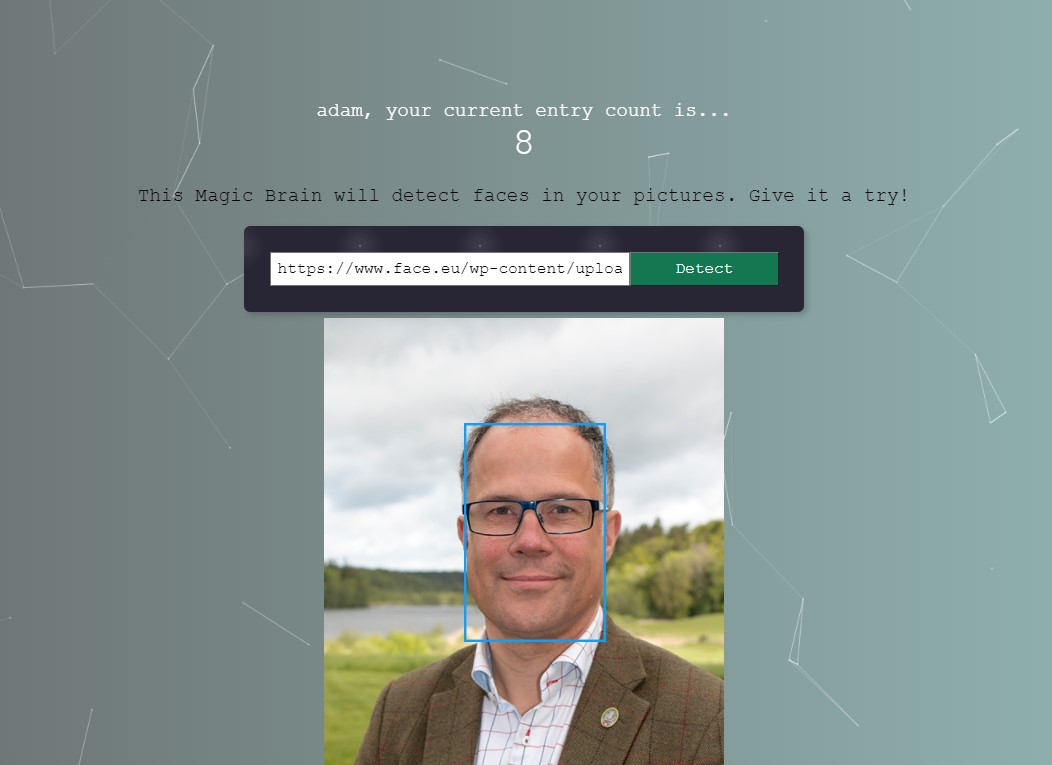 adam, your current entry count is...
8
This Magic Brain will detect faces in your pictures. Give it a try!
https://www.face.eu/wp-content/uploa Detect